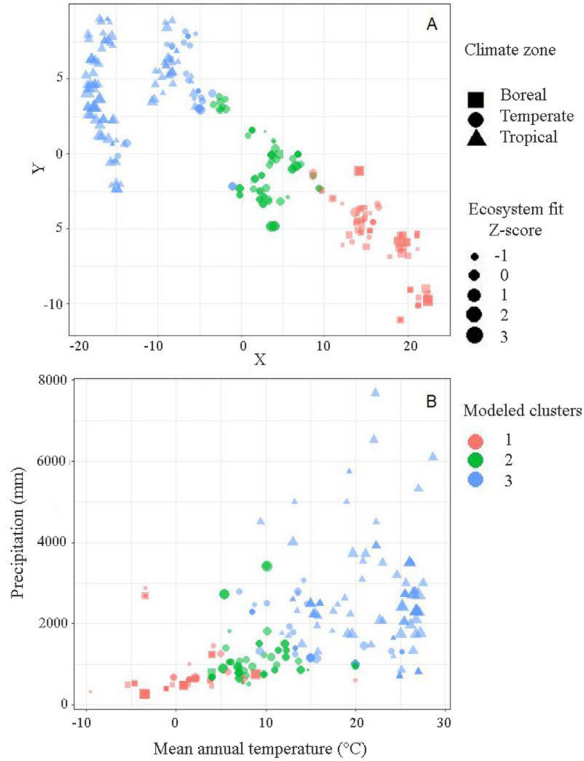 A
5
0
5
-10
Y
-20
-10
0
10
20
X
Climate zone
Boreal
Temperate
Tropical
Ecosystem fit
Z-score
-1
0
1
2
3
B
8000
6000
4000
2000
0
Precipitation (mm)
-10
0
10
20
30
Mean annual temperature (°C)
Modeled clusters
1
2
3